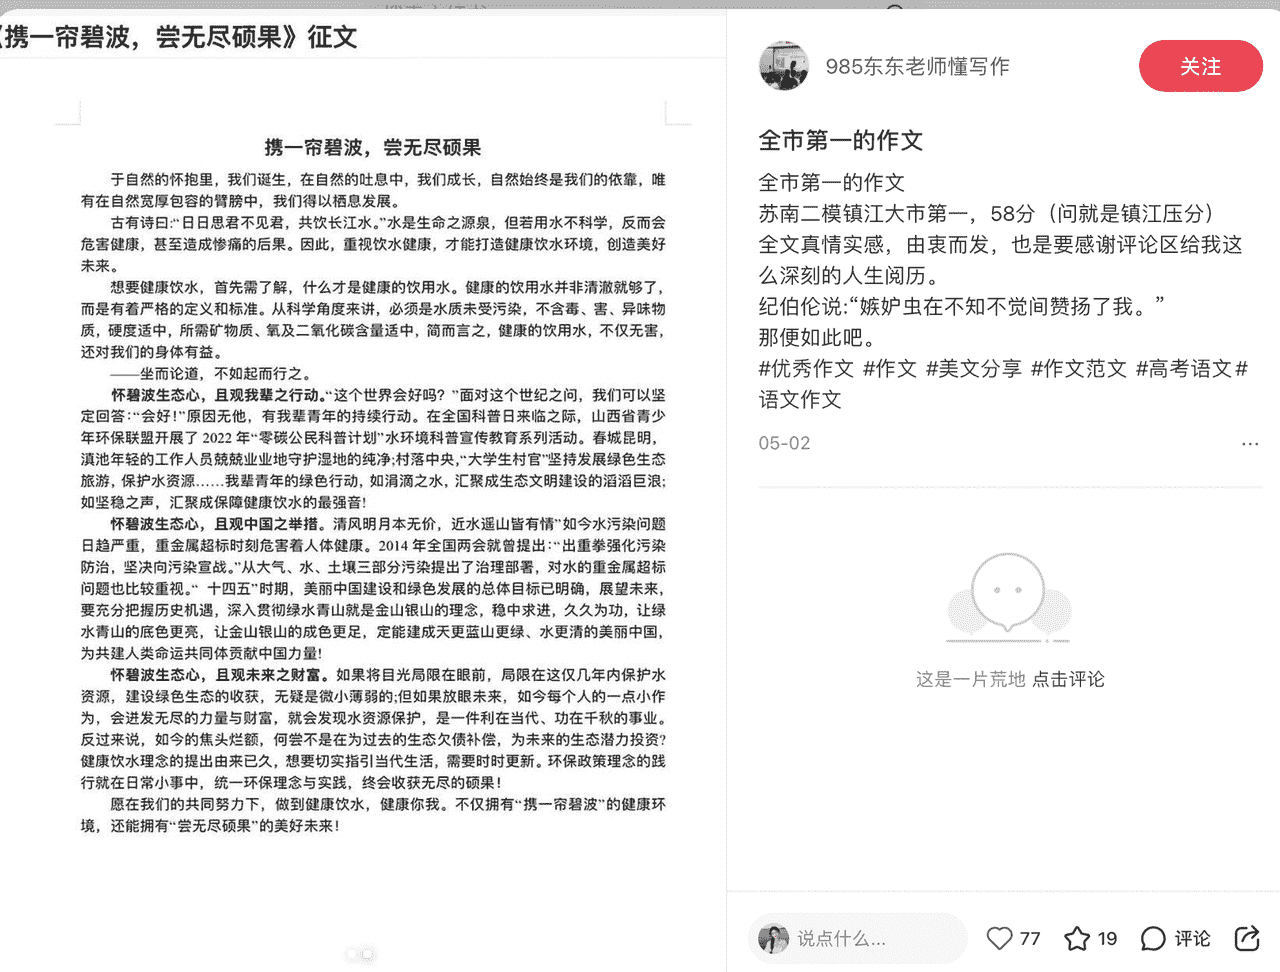 《携一帘碧波，尝无尽硕果》征文
携一帘碧波，尝无尽硕果
于自然的怀抱里，我们诞生，在自然的吐息中，我们成长，自然始终是我们的依靠，唯
有在自然宽厚包容的臂膀中，我们得以栖息发展。
古有诗曰:“日日思君不见君，共饮长江水。”水是生命之源泉，但若用水不科学，反而会
危害健康，甚至造成惨痛的后果。因此，重视饮水健康，才能打造健康饮水环境，创造美好
未来。
想要健康饮水，首先需了解，什么才是健康的饮用水。健康的饮用水并非清澈就够了，
而是有着严格的定义和标准。从科学角度来讲，必须是水质未受污染，不含毒、害、异味物
质，硬度适中，所需矿物质、氧及二氧化碳含量适中，简而言之，健康的饮用水，不仅无害，
还对我们的身体有益。
——坐而论道，不如起而行之。
怀碧波生态心，且观我辈之行动。“这个世界会好吗？”面对这个世纪之问，我们可以坚
定回答:“会好!”原因无他，有我辈青年的持续行动。在全国科普日来临之际，山西省青少
年环保联盟开展了 2022 年“零碳公民科普计划”水环境科普宣传教育系列活动。春城昆明，
滇池年轻的工作人员兢兢业业地守护湿地的纯净;村落中央,“大学生村官”坚持发展绿色生态
旅游，保护水资源……我辈青年的绿色行动，如涓滴之水，汇聚成生态文明建设的滔滔巨浪;
如坚稳之声，汇聚成保障健康饮水的最强音!
怀碧波生态心，且观中国之举措。清风明月本无价，近水遥山皆有情”如今水污染问题
日趋严重，重金属超标时刻危害着人体健康。2014 年全国两会就曾提出:“出重拳强化污染
防治，坚决向污染宣战。”从大气、水、土壤三部分污染提出了治理部署，对水的重金属超标
问题也比较重视。“ 十四五”时期，美丽中国建设和绿色发展的总体目标已明确，展望未来，
要充分把握历史机遇，深入贯彻绿水青山就是金山银山的理念，稳中求进，久久为功，让绿
水青山的底色更亮，让金山银山的成色更足，定能建成天更蓝山更绿、水更清的美丽中国，
为共建人类命运共同体贡献中国力量!
怀碧波生态心，且观未来之财富。如果将目光局限在眼前，局限在这仅几年内保护水
资源，建设绿色生态的收获，无疑是微小薄弱的;但如果放眼未来，如今每个人的一点小作
为，会迸发无尽的力量与财富，就会发现水资源保护，是一件利在当代、功在千秋的事业。
反过来说，如今的焦头烂额，何尝不是在为过去的生态欠债补偿，为未来的生态潜力投资?
健康饮水理念的提出由来已久，想要切实指引当代生活，需要时时更新。环保政策理念的践
行就在日常小事中，统一环保理念与实践，终会收获无尽的硕果！
愿在我们的共同努力下，做到健康饮水，健康你我。不仅拥有“携一帘碧波”的健康环
境，还能拥有“尝无尽硕果”的美好未来！
985东东老师懂写作
关注
全市第一的作文
全市第一的作文
苏南二模镇江大市第一，58分（问就是镇江压分）
全文真情实感，由衷而发，也是要感谢评论区给我这
么深刻的人生阅历。
纪伯伦说:“嫉妒虫在不知不觉间赞扬了我。”
那便如此吧。
#优秀作文 #作文 #美文分享 #作文范文 #高考语文#
语文作文
05-02
这是一片荒地 点击评论
说点什么...
77
19
评论